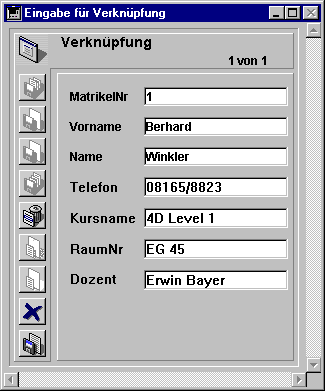 Eingabe für Verknüpfung
Verknüpfung
1 von 1
MatrikelNr 1
Vorname Berhard
Name Winkler
Telefon 08165/8823
Kursname 4D Level 1
RaumNr EG 45
Dozent Erwin Bayer